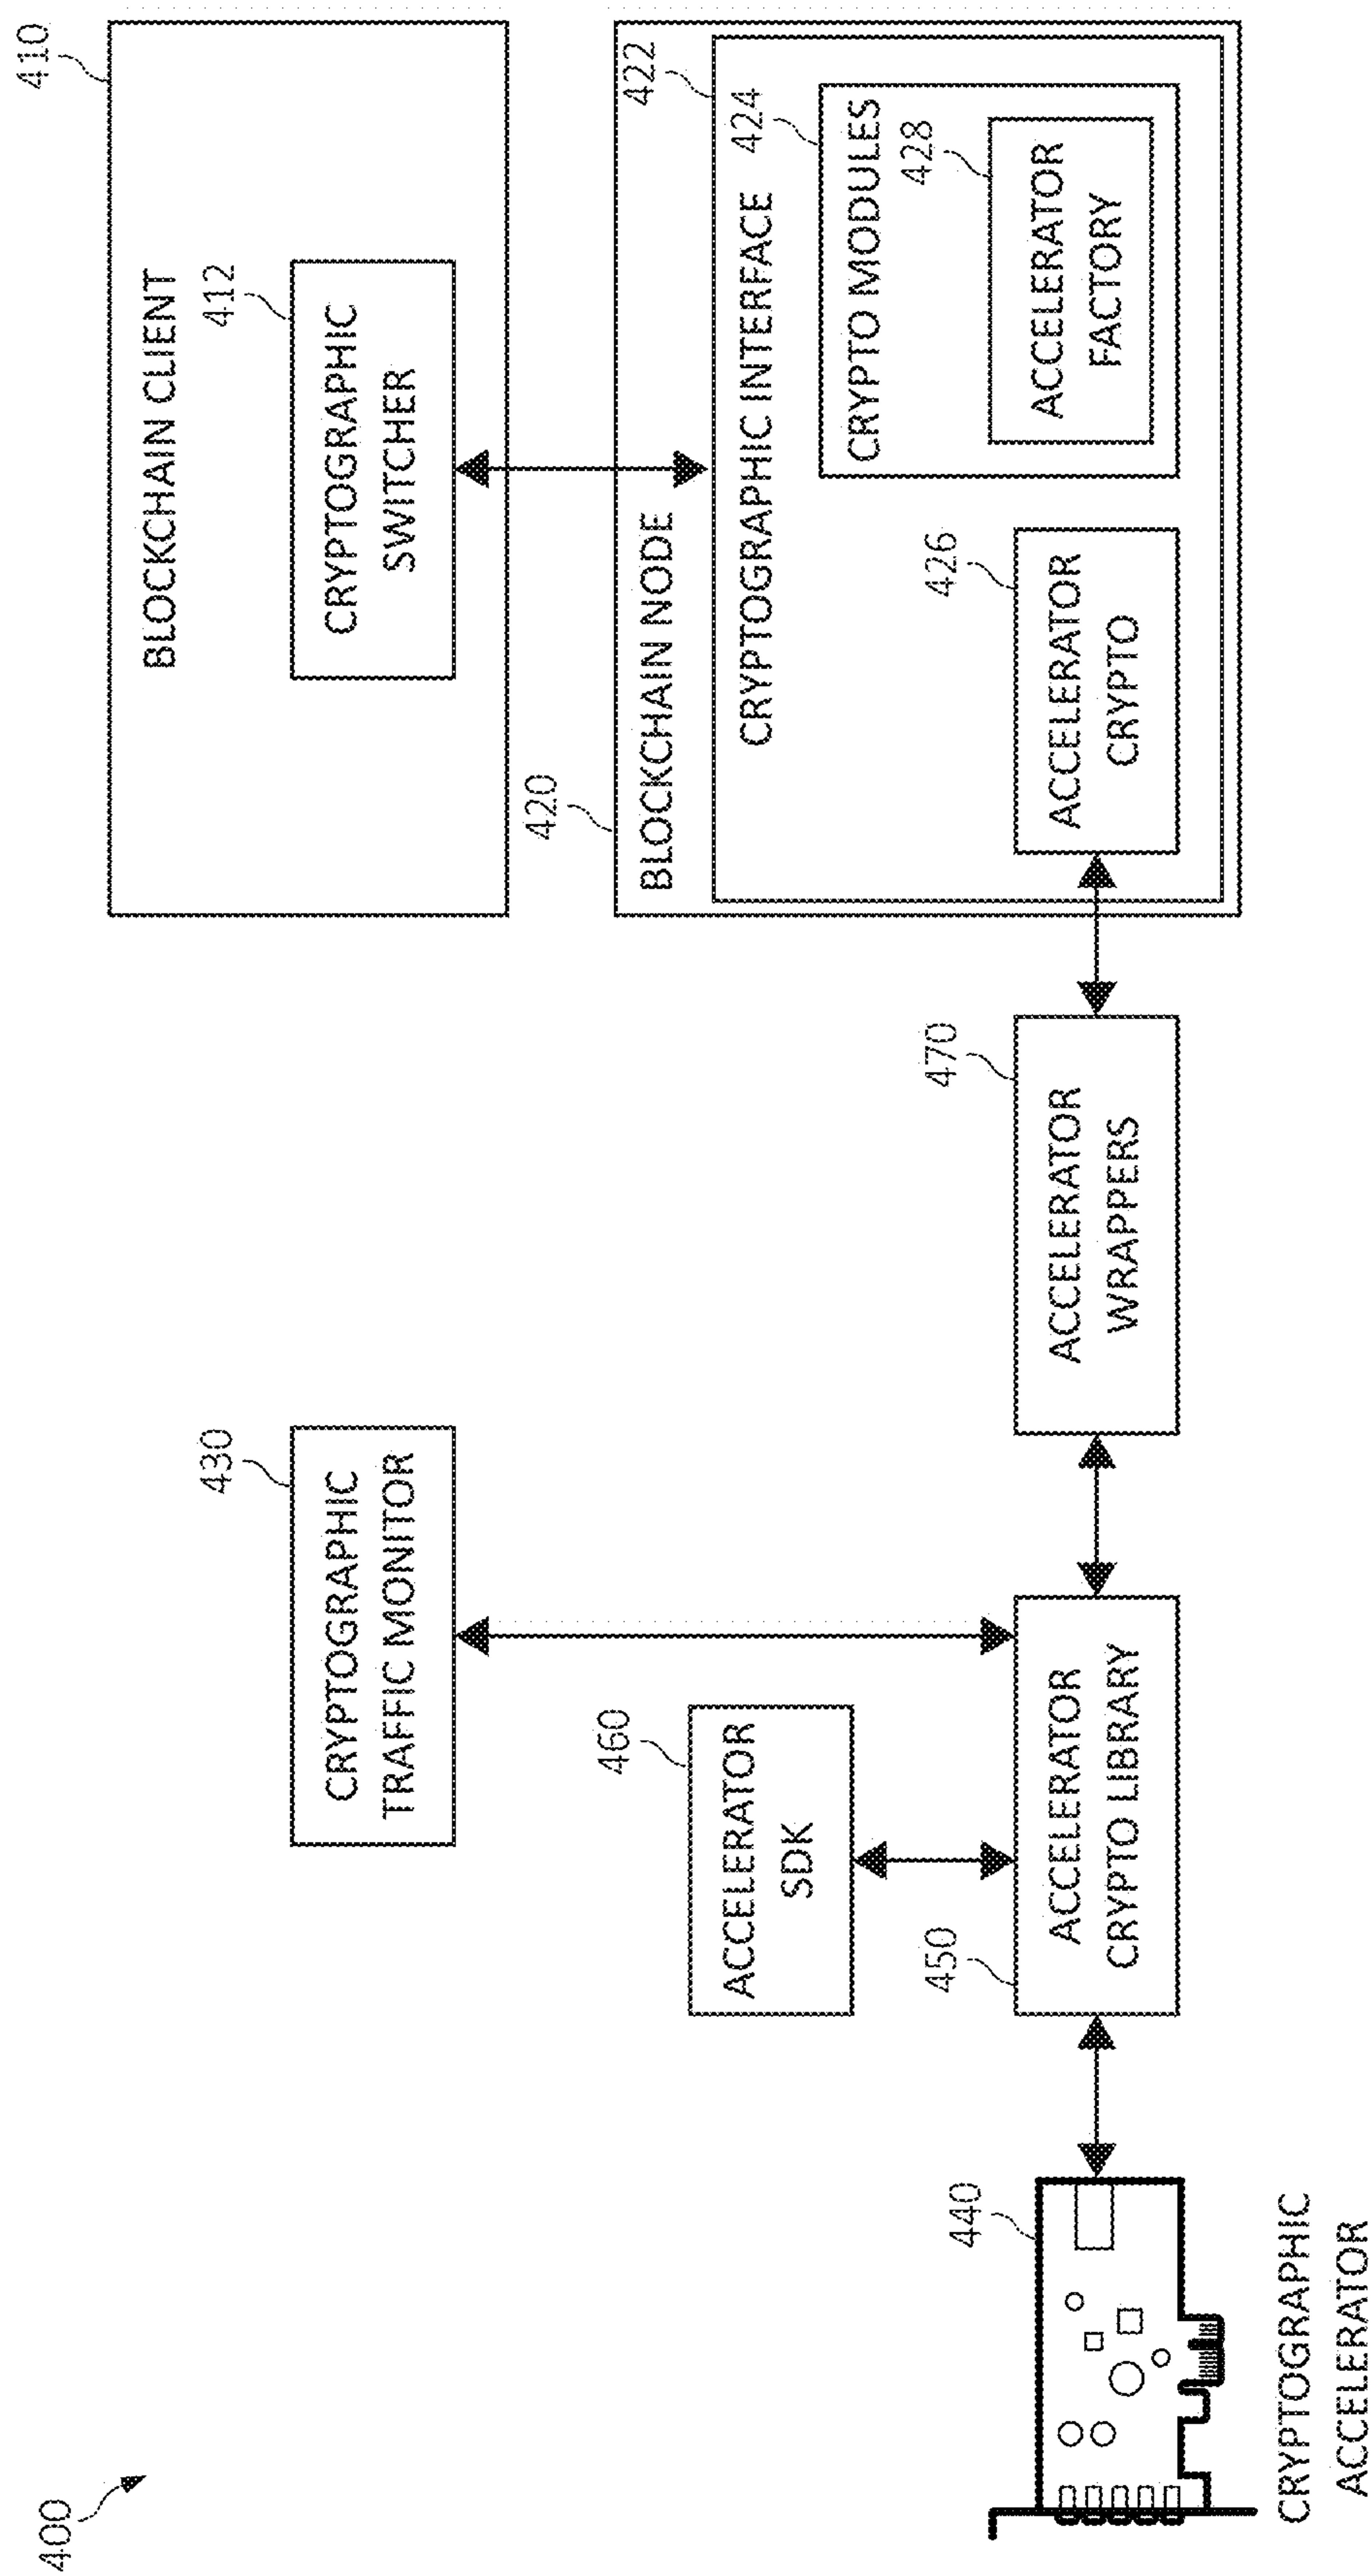 400
410
BLOCKCHAIN CLIENT
412
CRYPTOGRAPHIC
SWITCHER
430
CRYPTOGRAPHIC
TRAFFIC MONITOR
420
BLOCKCHAIN NODE
422
CRYPTOGRAPHIC INTERFACE
424
CRYPTO MODULES
428
ACCELERATOR
FACTORY
426
ACCELERATOR
CRYPTO
460
ACCELERATOR
SDK
440
450
ACCELERATOR
CRYPTO LIBRARY
470
ACCELERATOR
WRAPPERS
CRYPTOGRAPHIC
ACCELERATOR